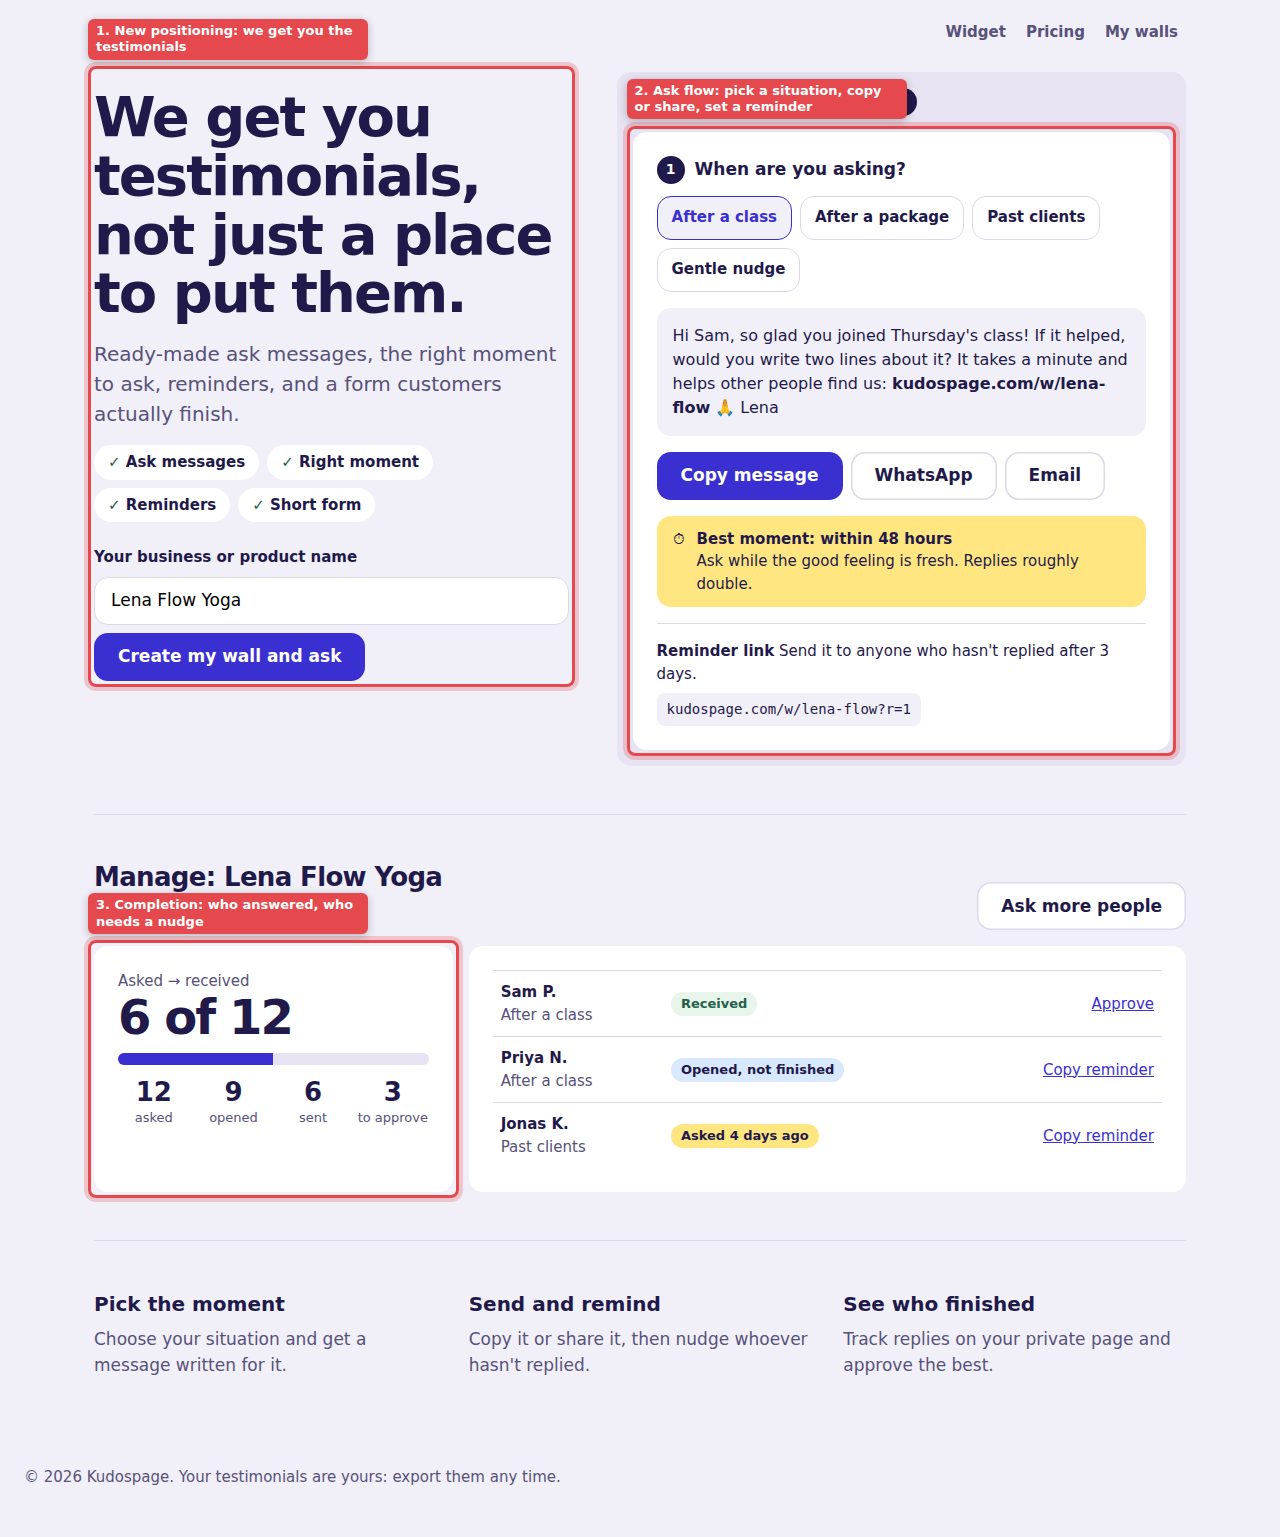 1. New positioning: we get you the
testimonials
Widget Pricing My walls
We get you
testimonials,
not just a place
to put them.
Ready-made ask messages, the right moment
to ask, reminders, and a form customers
actually finish.
✓ Ask messages ✓ Right moment
✓ Reminders ✓ Short form
Your business or product name
Lena Flow Yoga
Create my wall and ask
2. Ask flow: pick a situation, copy
or share, set a reminder
1 When are you asking?
After a class After a package Past clients
Gentle nudge
Hi Sam, so glad you joined Thursday's class! If it helped,
would you write two lines about it? It takes a minute and
helps other people find us: kudospage.com/w/lena-
flow 🙏 Lena
Copy message WhatsApp Email
⏱ Best moment: within 48 hours
Ask while the good feeling is fresh. Replies roughly
double.
Reminder link Send it to anyone who hasn't replied after 3
days.
kudospage.com/w/lena-flow?r=1
Manage: Lena Flow Yoga
3. Completion: who answered, who
needs a nudge
Ask more people
Asked → received
6 of 12
12 9 6 3
asked opened sent to approve
Sam P.
After a class
Received
Approve
Priya N.
After a class
Opened, not finished
Copy reminder
Jonas K.
Past clients
Asked 4 days ago
Copy reminder
Pick the moment
Choose your situation and get a
message written for it.
Send and remind
Copy it or share it, then nudge whoever
hasn't replied.
See who finished
Track replies on your private page and
approve the best.
© 2026 Kudospage. Your testimonials are yours: export them any time.